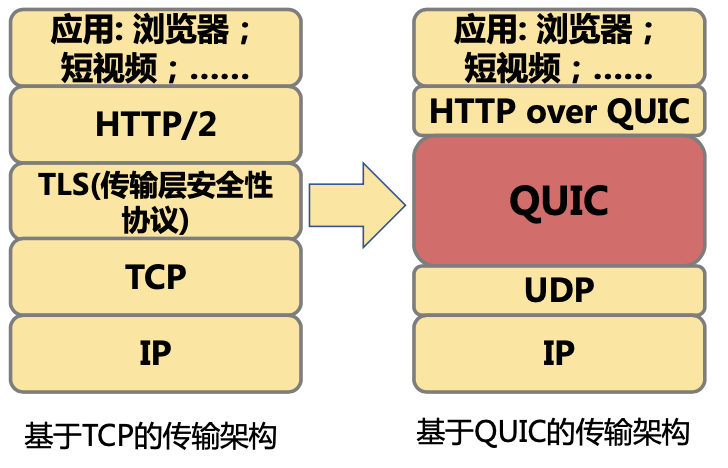 应用: 浏览器；
短视频；……
HTTP/2
TLS(传输层安全性
协议)
TCP
IP
基于TCP的传输架构
应用: 浏览器；
短视频；……
HTTP over QUIC
QUIC
UDP
IP
基于QUIC的传输架构